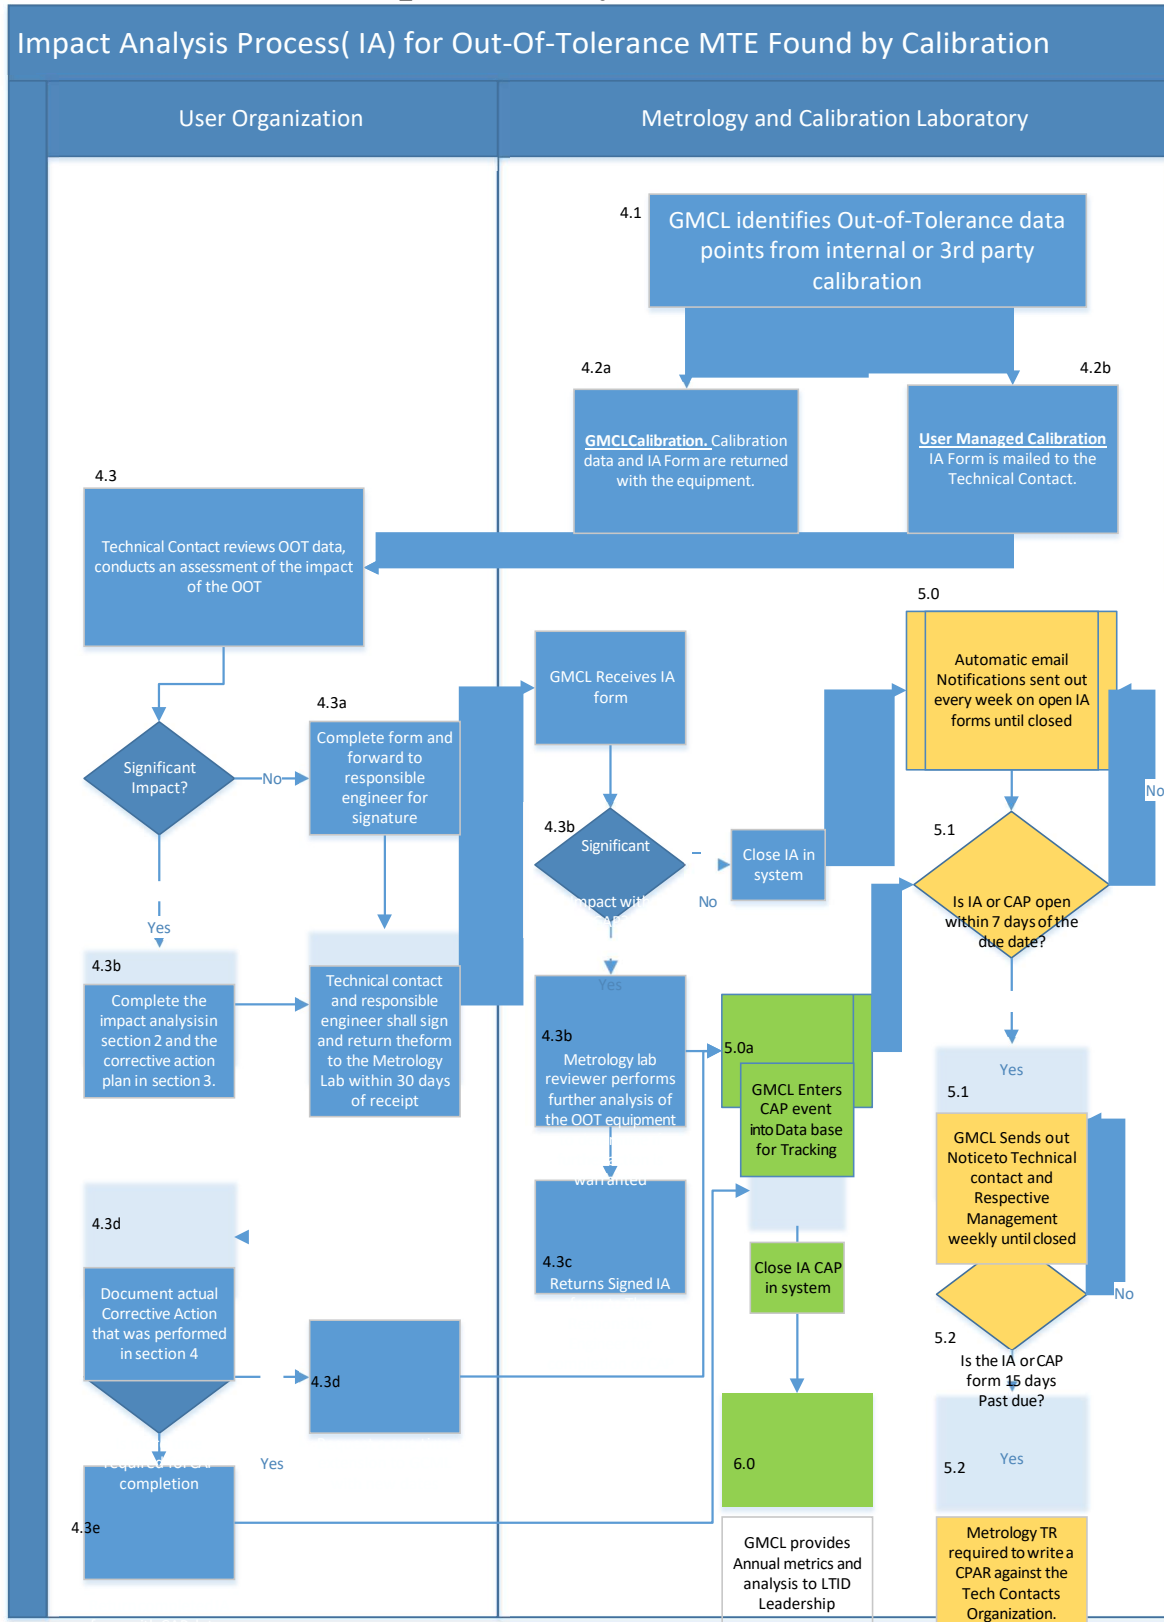 Impact Analysis Process( IA) for Out-Of-Tolerance MTE Found by Calibration
User Organization
Metrology and Calibration Laboratory
4.1
GMCL identifies Out-of-Tolerance data
points from internal or 3rd party
calibration
4.2a
4.2b
GMCLCalibration. Calibration
data and IA Form are returned
with the equipment.
User Managed Calibration
IA Form is mailed to the
Technical Contact.
4.3
Technical Contact reviews OOT data,
conducts an assessment of the impact
of the OOT
5.0
Automatic email
Notifications sent out
every week on open IA
forms until closed
GMCL Receives IA
form
4.3a
Complete form and
forward to
responsible
engineer for
signature
Significant
Impact?
No
No
4.3b
Significant
Impact with
No
Close IA in
system
5.1
Is IA or CAP open
within 7 days of the
due date?
Yes
4.3b
Complete the
impact analysisin
section 2 and the
corrective action
plan in section 3.
Technical contact
and responsible
engineer shall sign
and return theform
to the Metrology
Lab within 30 days
of receipt
Yes
4.3b
Metrology lab
reviewer performs
further analysis of
the OOT equipment
warranted
5.0a
GMCL Enters
CAP event
intoData base
for Tracking
Yes
5.1
GMCL Sends out
Noticeto Technical
contact and
Respective
Management
weekly until closed
4.3c
Returns Signed IA
Close IA CAP
in system
No
5.2
Is the IA orCAP
form 15 days
Past due?
4.3d
Document actual
Corrective Action
that was performed
in section 4
4.3d
Yes
completion
4.3e
6.0
GMCL provides
Annual metrics and
analysis to LTID
Leadership
Yes
5.2
Metrology TR
required to write a
CPAR against the
Tech Contacts
Organization.